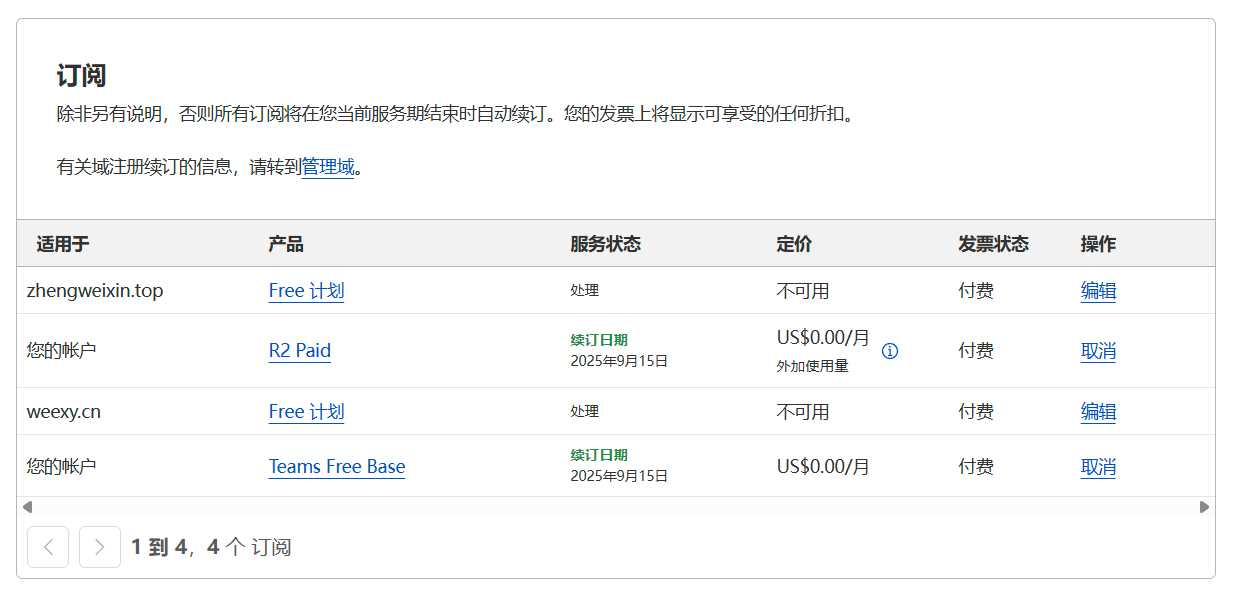 订阅
除非另有说明，否则所有订阅将在您当前服务期结束时自动续订。您的发票上将显示可享受的任何折扣。
有关域注册续订的信息，请转到管理域。
适用于 产品 服务状态 定价 发票状态 操作
zhengweixin.top Free 计划 处理 不可用 付费 编辑
您的帐户 R2 Paid 续订日期 2025年9月15日 US$0.00/月 外加使用量 付费 取消
weexy.cn Free 计划 处理 不可用 付费 编辑
您的帐户 Teams Free Base 续订日期 2025年9月15日 US$0.00/月 付费 取消
1 到 4，4 个 订阅